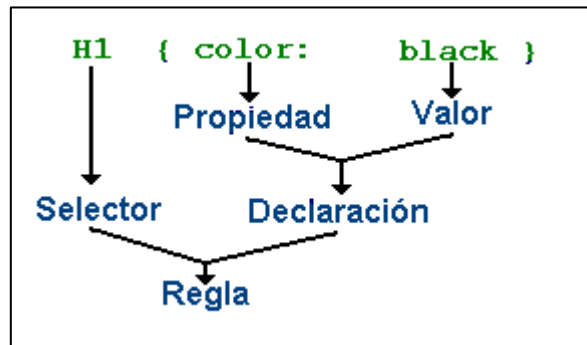 H1 { color: black }
Propiedad Valor
Selector Declaración
Regla